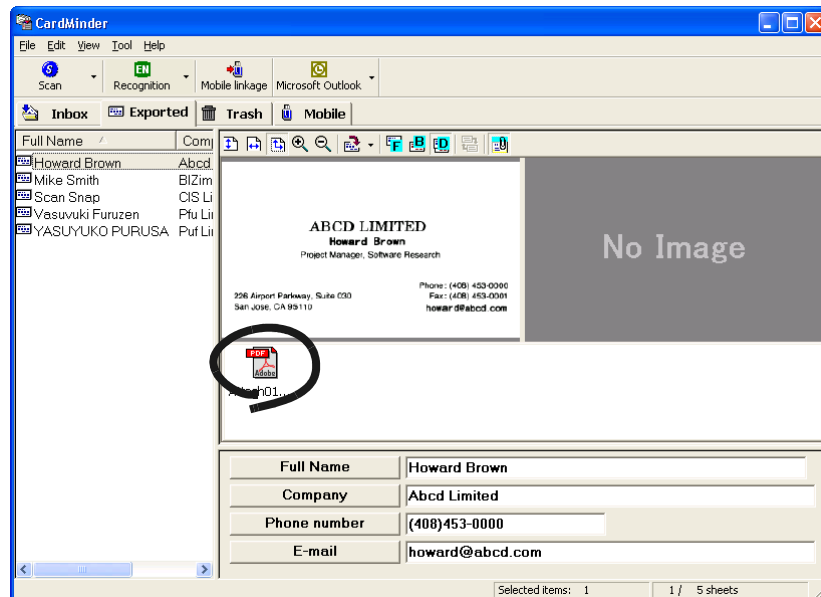 CardMinder
File Edit View Tool Help
S EN
Scan Recognition Mobile linkage Microsoft Outlook
Inbox Exported Trash Mobile
Full Name Com
Howard Brown Abcd
Mike Smith BIZim
Scan Snap CIS Li
Vasuvuki Furuzen Pfu Lir
YASUYUKO PURUSA Puf Lir
F B D
ABCD LIMITED
Howard Brown
Project Manager, Software Research
226 Airport Parkway, Suite 030
San Jose, CA 95110
Phone: (408) 453-0000
Fax: (408) 453-0001
howard@abcd.com
No Image
PDF
Adobe
Full Name Howard Brown
Company Abcd Limited
Phone number (408)453-0000
E-mail howard@abcd.com
Selected items: 1 1 / 5 sheets